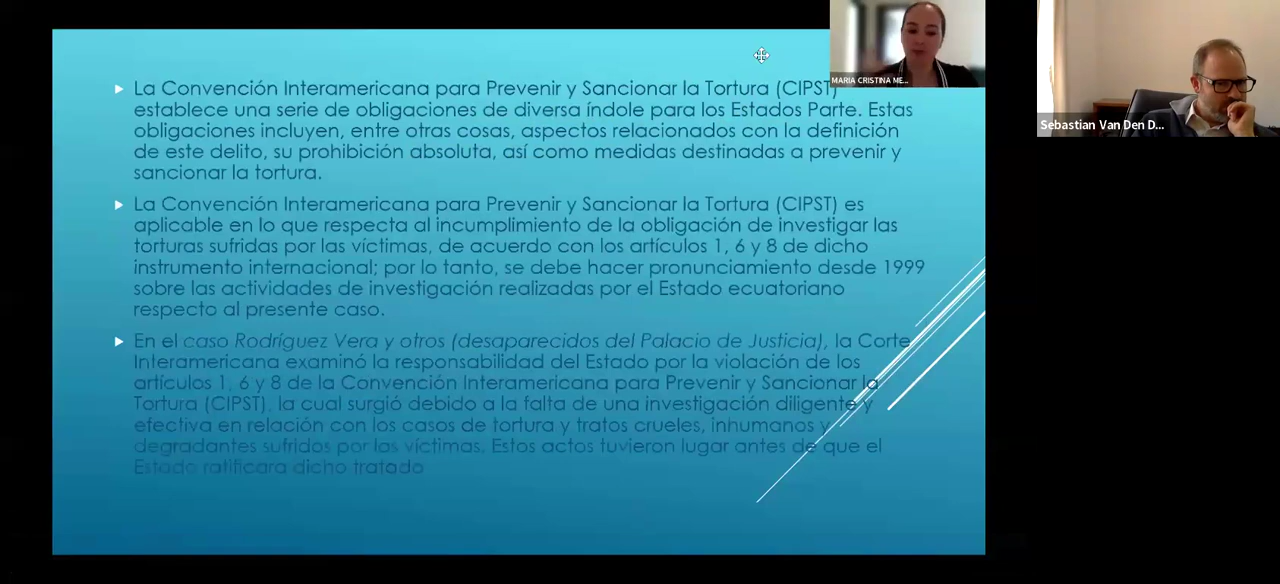 MARIA CRISTINA ME...
Sebastian Van Den D...
La Convención Interamericana para Prevenir y Sancionar la Tortura (CIPST)
establece una serie de obligaciones de diversa índole para los Estados Parte. Estas
obligaciones incluyen, entre otras cosas, aspectos relacionados con la definición
de este delito, su prohibición absoluta, así como medidas destinadas a prevenir y
sancionar la tortura.
La Convención Interamericana para Prevenir y Sancionar la Tortura (CIPST) es
aplicable en lo que respecta al incumplimiento de la obligación de investigar las
torturas sufridas por las víctimas, de acuerdo con los artículos 1, 6 y 8 de dicho
instrumento internacional; por lo tanto, se debe hacer pronunciamiento desde 1999
sobre las actividades de investigación realizadas por el Estado ecuatoriano
respecto al presente caso.
En el caso Rodríguez Vera y otros (desaparecidos del Palacio de Justicia), la Corte
Interamericana examinó la responsabilidad del Estado por la violación de los
artículos 1, 6 y 8 de la Convención Interamericana para Prevenir y Sancionar la
Tortura (CIPST), la cual surgió debido a la falta de una investigación diligente y
efectiva en relación con los casos de tortura y tratos crueles, inhumanos y
degradantes sufridos por las víctimas. Estos actos tuvieron lugar antes de que el
Estado ratificara dicho tratado